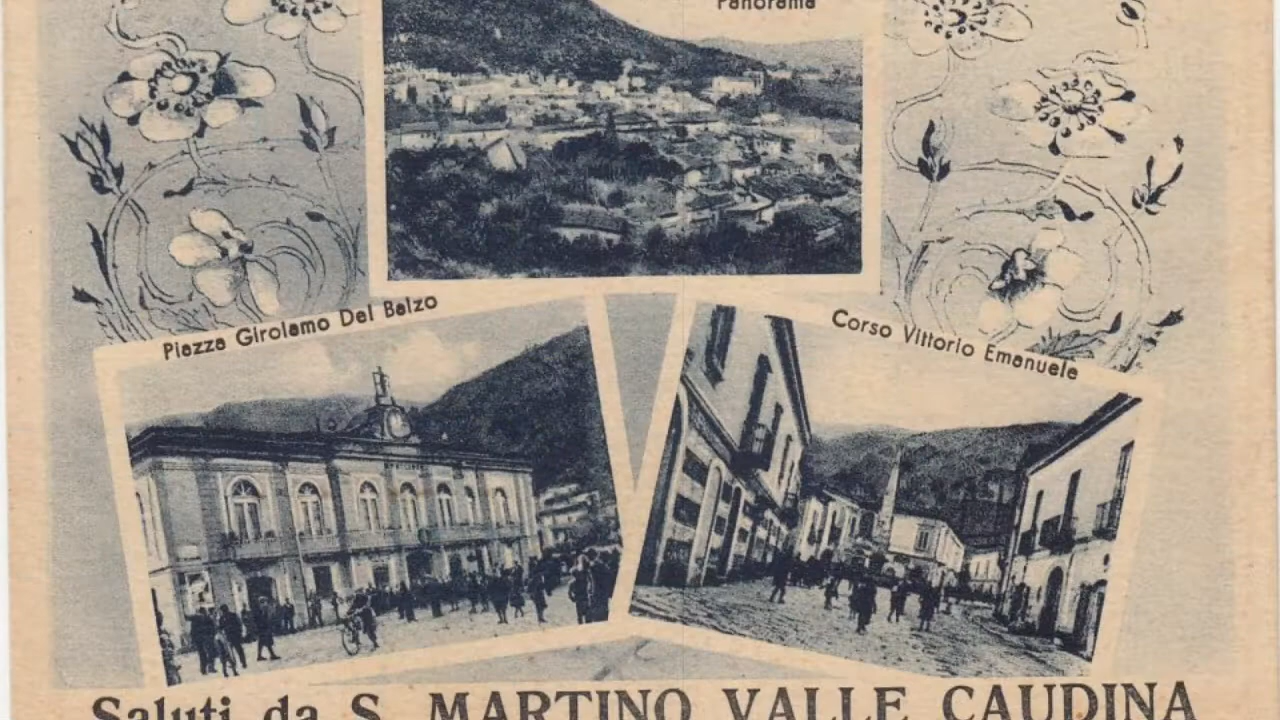 Panorama
Piazza Girolamo Del Balzo
Corso Vittorio Emanuele
Saluti da S. MARTINO VALLE CAUDINA